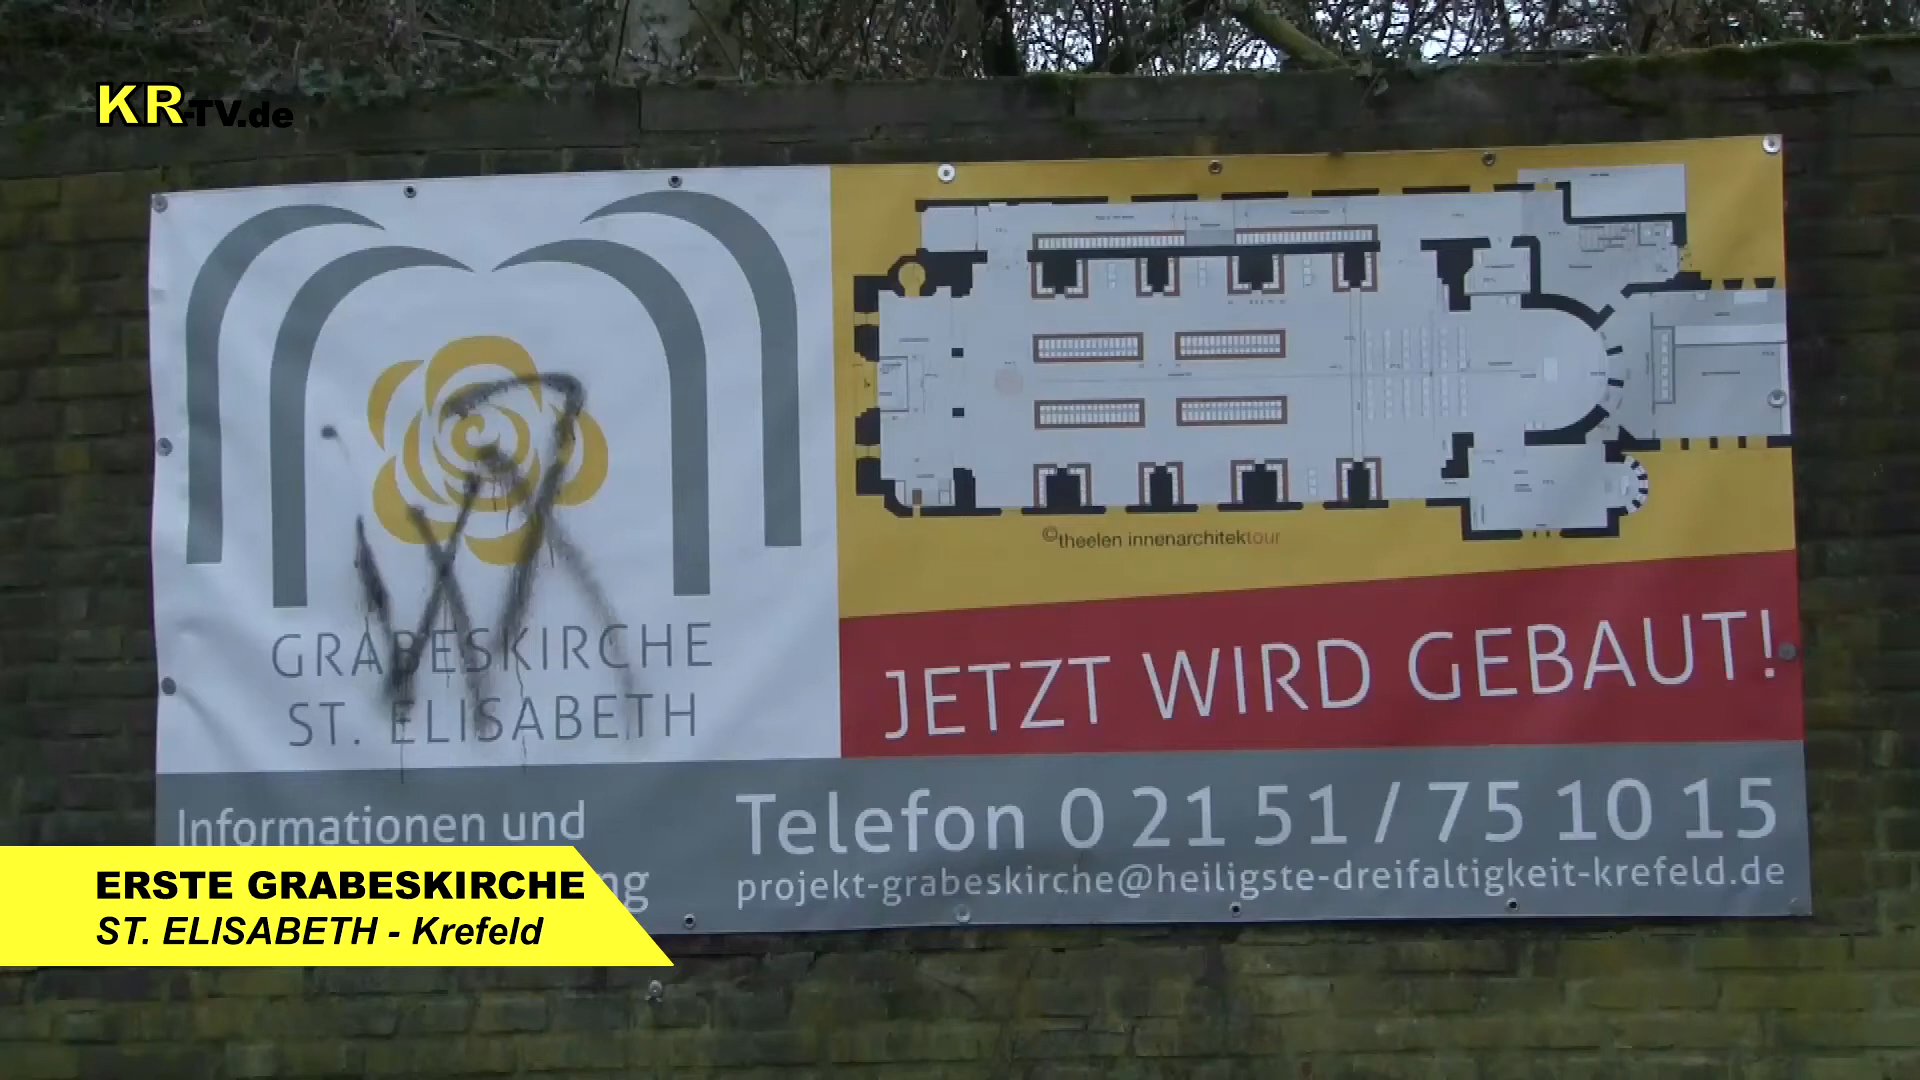 KR-TV.de
©theelen innenarchitektour
GRABESKIRCHE
ST. ELISABETH
JETZT WIRD GEBAUT!
Informationen und
ng
Telefon 0 21 51 / 75 10 15
projekt-grabeskirche@heiligste-dreifaltigkeit-krefeld.de
ERSTE GRABESKIRCHE
ST. ELISABETH - Krefeld